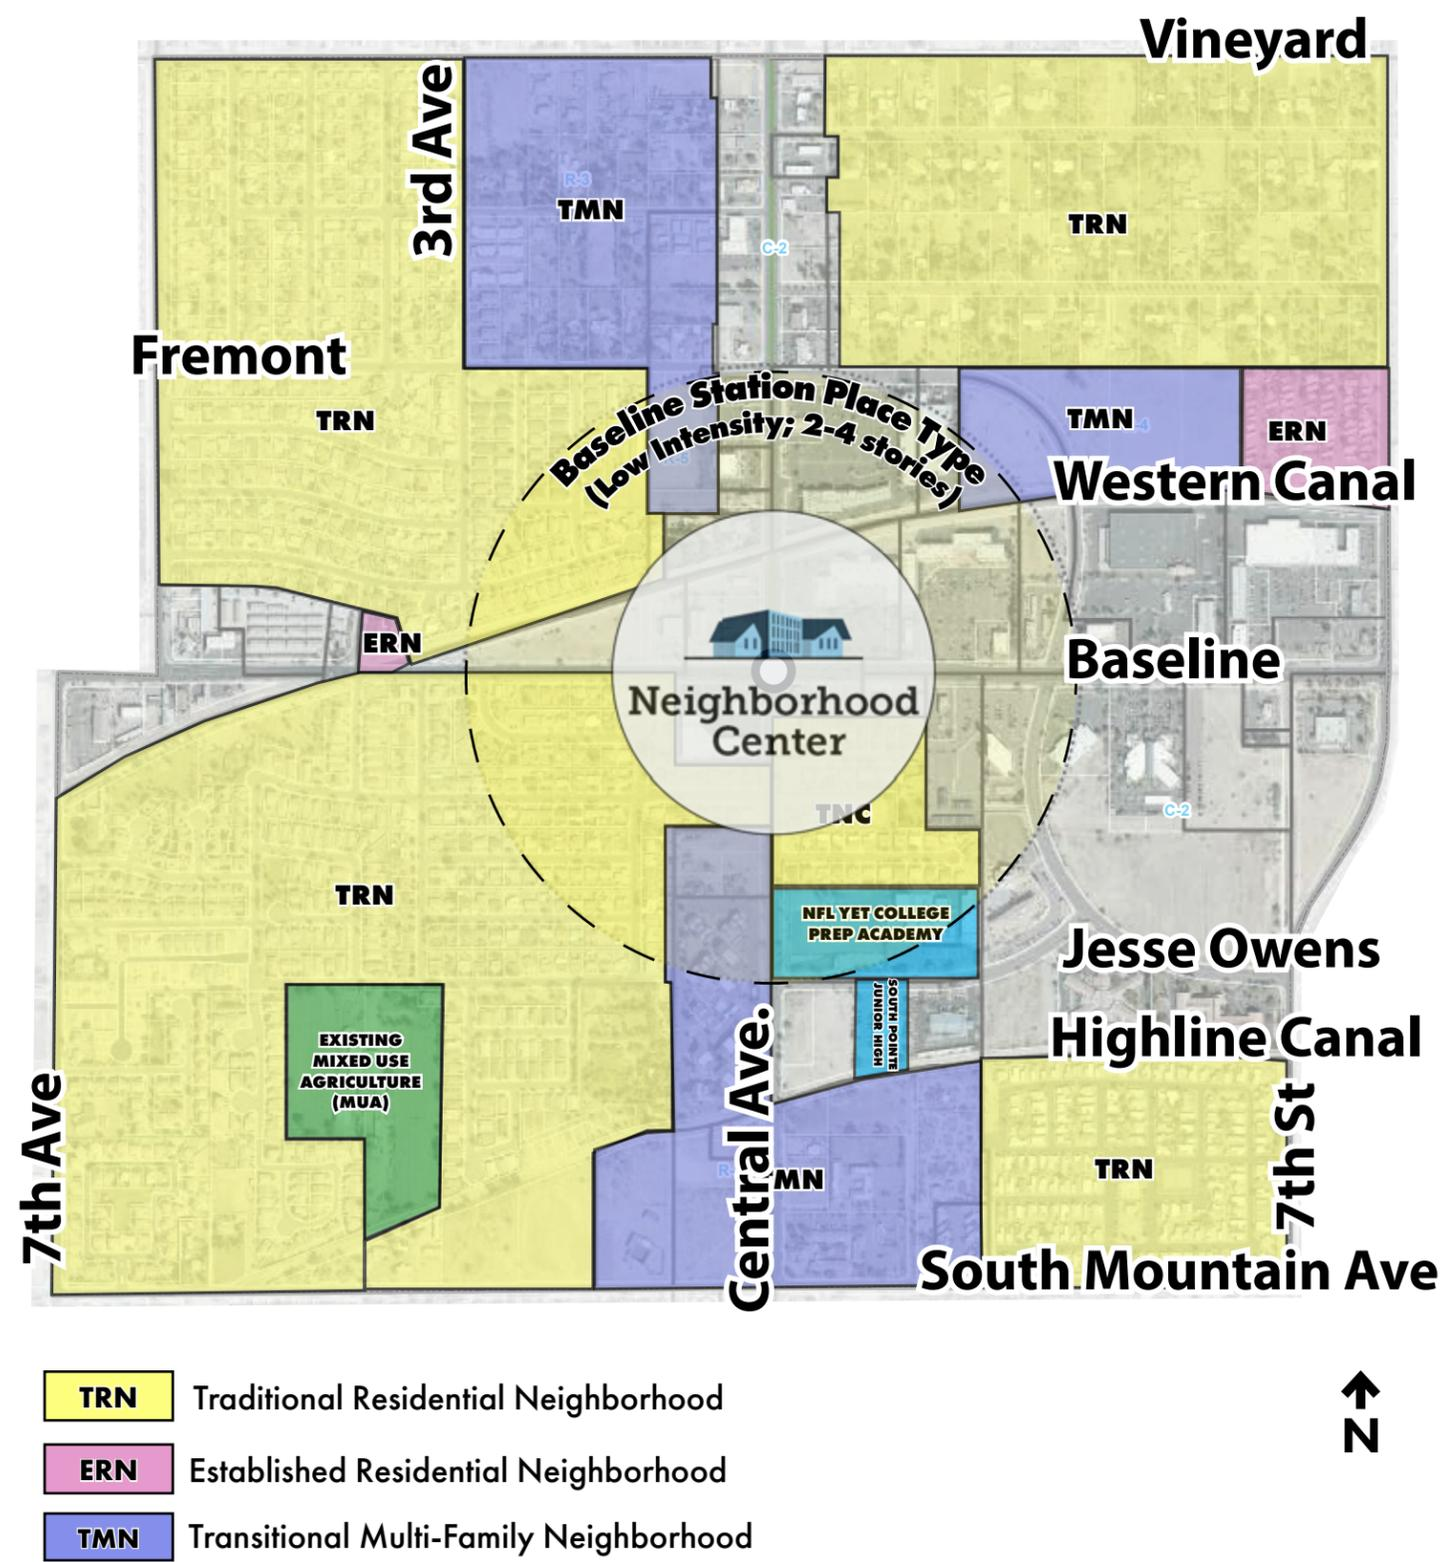 Vineyard
3rd Ave
R-3
TMN
TRN
C-2
Fremont
TRN
Baseline Station Place Type
(Low Intensity; 2-4 stories)
TMN
-4
ERN
Western Canal
ERN
Baseline
Neighborhood
Center
TNC
C-2
TRN
NFL YET COLLEGE
PREP ACADEMY
Jesse Owens
SOUTH POINTE
JUNIOR HIGH
EXISTING
MIXED USE
AGRICULTURE
(MUA)
Highline Canal
7th Ave
Central Ave.
MN
TRN
7th St
South Mountain Ave
TRN Traditional Residential Neighborhood
ERN Established Residential Neighborhood
TMN Transitional Multi-Family Neighborhood
N